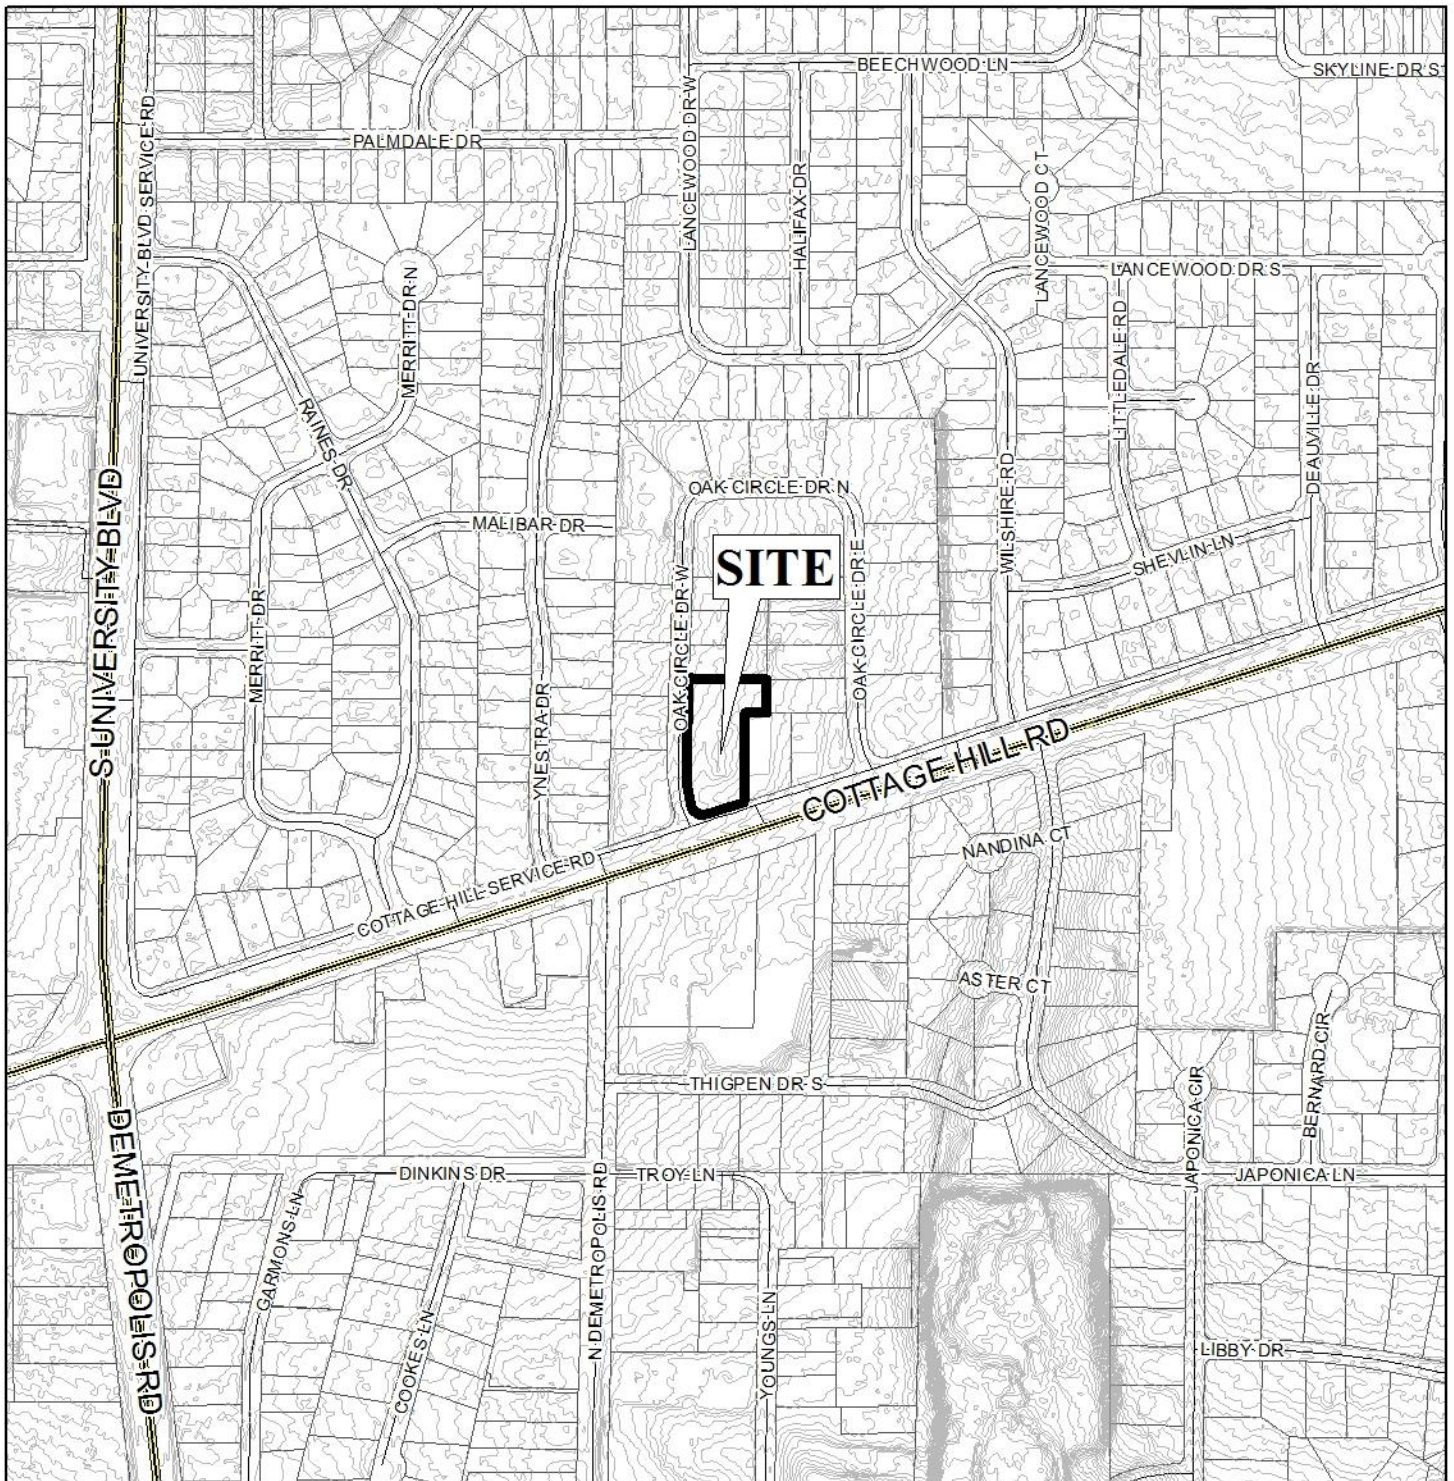 BEECHWOOD LN
SKYLINE DR S
UNIVERSITY BLVD SERVICE RD
PALMDALE DR
LANCEWOOD DR W
HALIFAX DR
LANCEWOOD CT
LANCEWOOD DR S
MERRITT DR N
LITTLEDALE RD
DEAUVILLE DR
RAINES DR
S UNIVERSITY BLVD
OAK CIRCLE DR N
WILSHIRE RD
MALIBAR DR
SITE
SHEVLIN LN
OAK CIRCLE DR W
OAK CIRCLE DR E
MERRITT DR
YNESTRA DR
COTTAGE HILL RD
NANDINA CT
COTTAGE HILL SERVICE RD
ASTER CT
BERNARD CIR
THIGPEN DR S
JAPONICA CIR
DEMETROPOLIS RD
DINKINS DR
TROY LN
JAPONICA LN
GARMONS LN
N DEMETROPOLIS RD
COOKES LN
YOUNGS LN
LIBBY DR